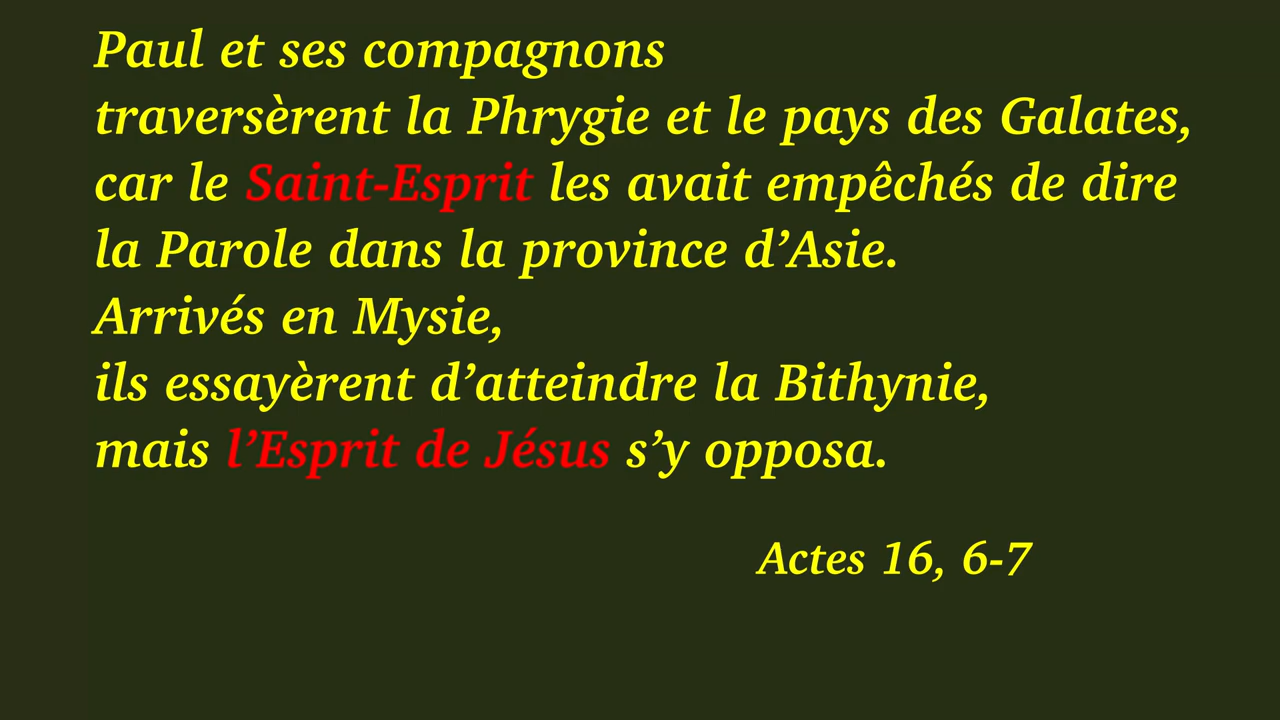 Paul et ses compagnons
traversèrent la Phrygie et le pays des Galates,
car le Saint-Esprit les avait empêchés de dire
la Parole dans la province d’Asie.
Arrivés en Mysie,
ils essayèrent d’atteindre la Bithynie,
mais l’Esprit de Jésus s’y opposa.
Actes 16, 6-7